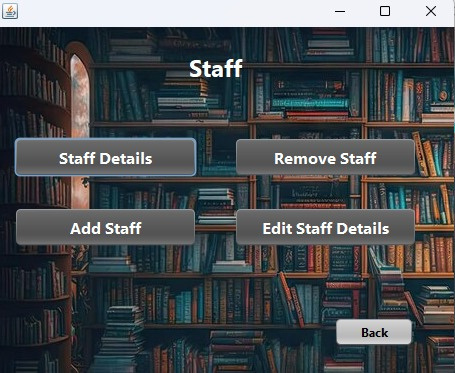 Staff
Staff Details
Remove Staff
Add Staff
Edit Staff Details
Back